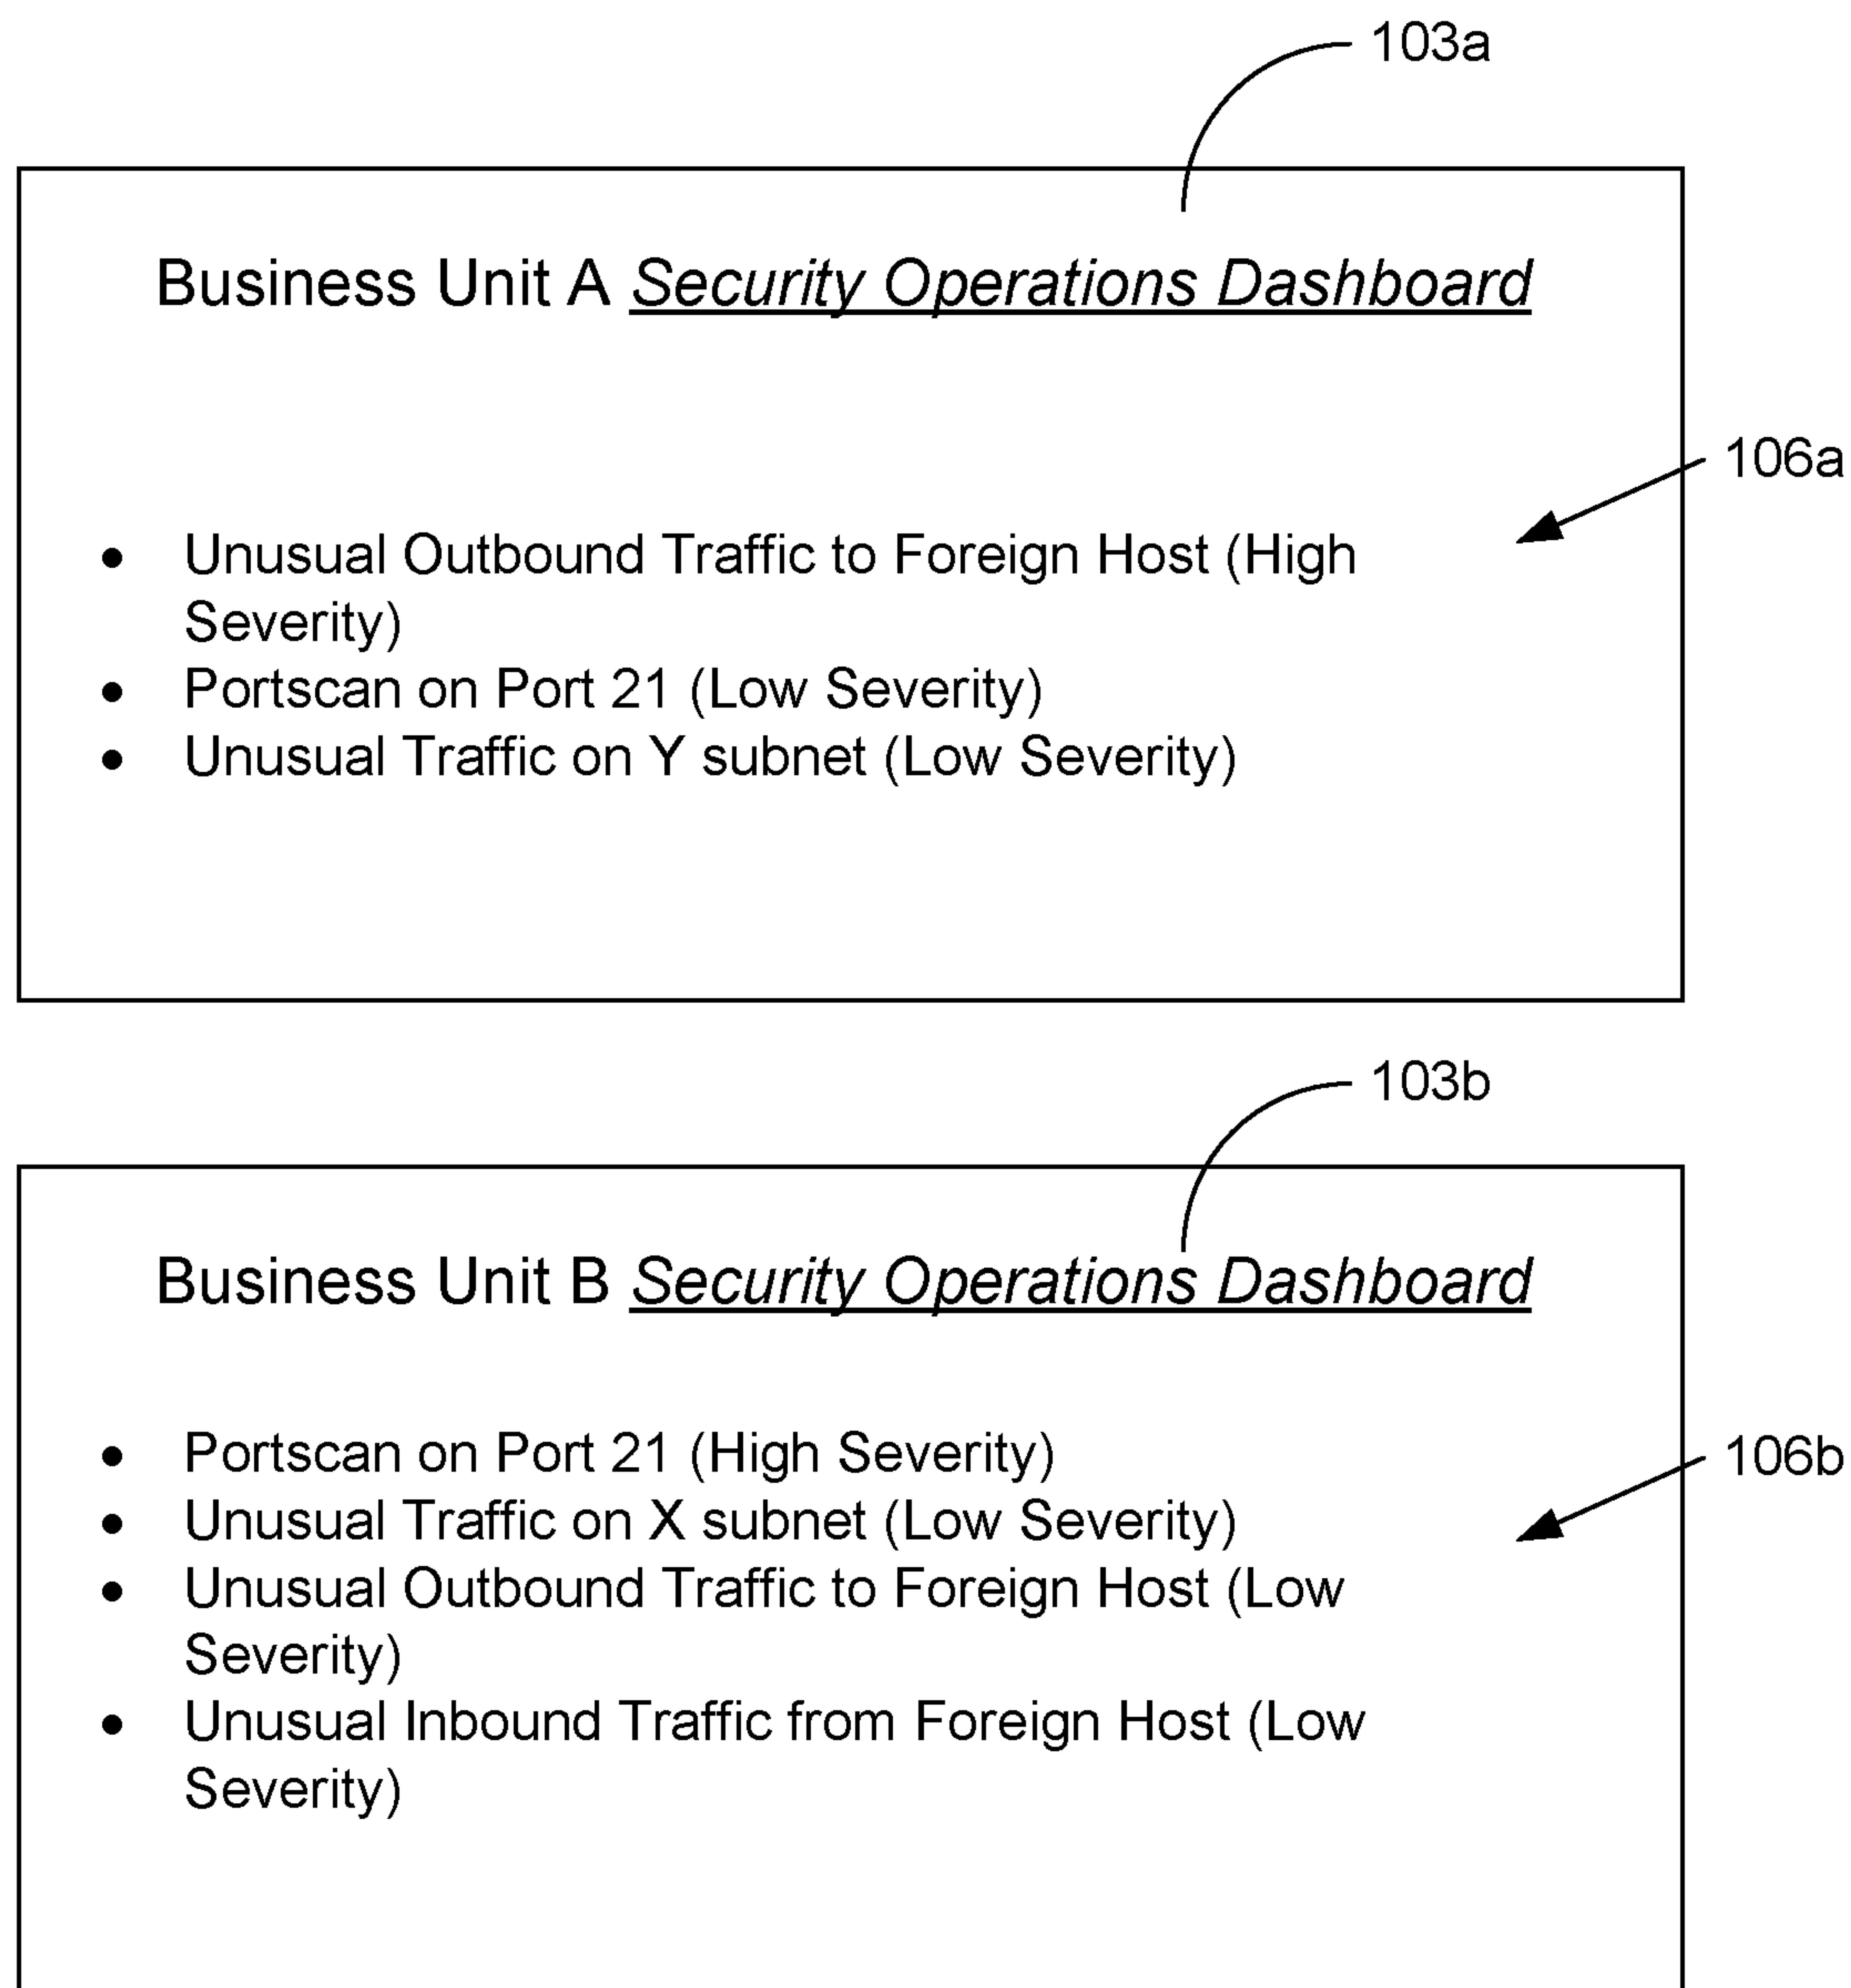 103a
Business Unit A Security Operations Dashboard
106a
• Unusual Outbound Traffic to Foreign Host (High
Severity)
• Portscan on Port 21 (Low Severity)
• Unusual Traffic on Y subnet (Low Severity)
103b
Business Unit B Security Operations Dashboard
• Portscan on Port 21 (High Severity)
106b
• Unusual Traffic on X subnet (Low Severity)
• Unusual Outbound Traffic to Foreign Host (Low
Severity)
• Unusual Inbound Traffic from Foreign Host (Low
Severity)